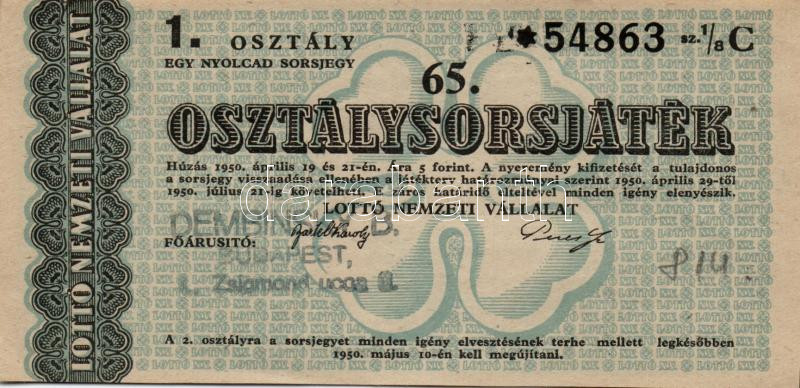 1. OSZTÁLY
EGY NYOLCAD SORSJEGY
*54863 SZ. 1/8 C
65.
OSZTÁLYSORSJÁTÉK
Húzás 1950. április 19 és 21-én. Ára 5 forint. A nyeremény kifizetését a tulajdonos
a sorsjegy visszaadása ellenében a játékterv határozmányai szerint 1950. április 29-től
1950. július 21-ig követelheti. E záros határidő elteltével minden igény elenyészik.
LOTTÓ NEMZETI VÁLLALAT
FŐÁRUSITÓ:
B.
BUDAPEST,
814.
A 2. osztályra a sorsjegyet minden igény elvesztésének terhe mellett legkésőbben
1950. május 10-én kell megújítani.
LOTTÓ NEMZETI VÁLLALAT